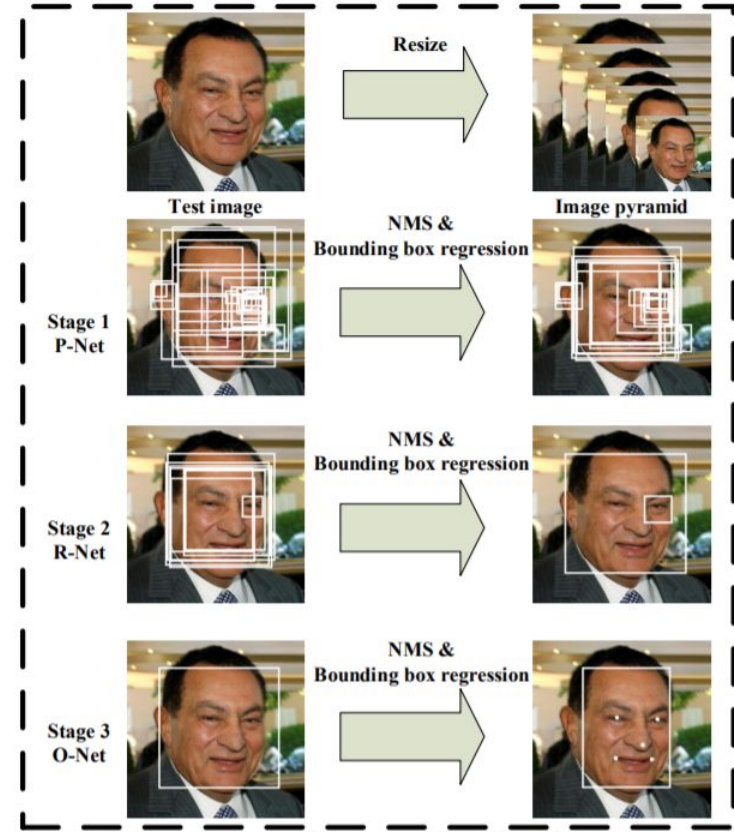 Resize
Test image
Image pyramid
NMS &
Bounding box regression
Stage 1
P-Net
NMS &
Bounding box regression
Stage 2
R-Net
NMS &
Bounding box regression
Stage 3
O-Net